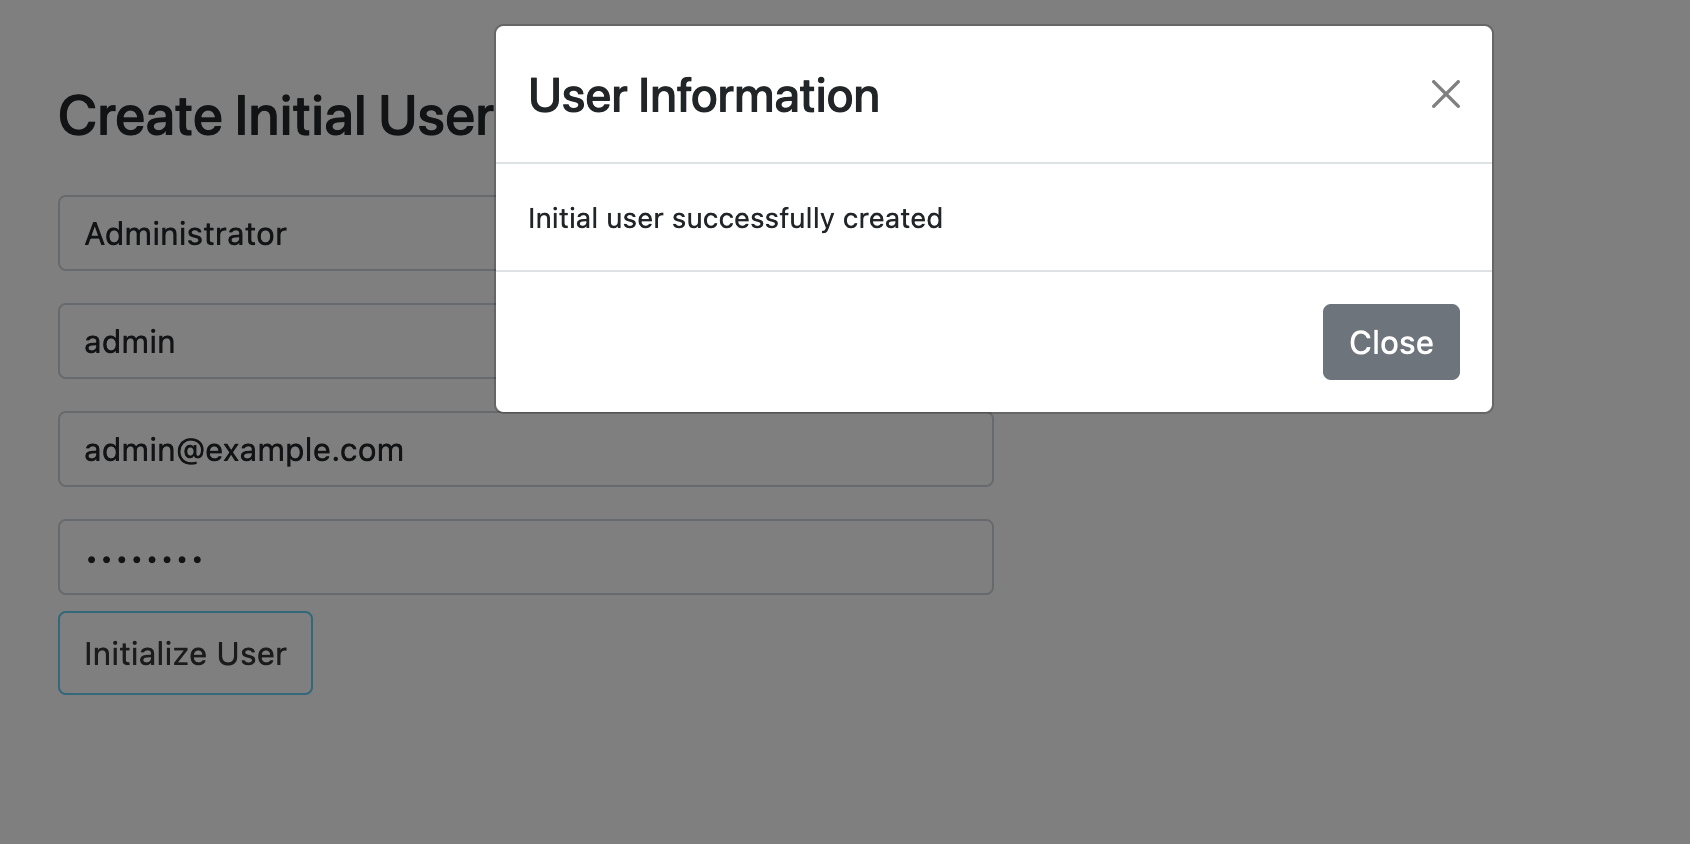 Create Initial User
Administrator
admin
admin@example.com
••••••••
Initialize User
User Information
Initial user successfully created
Close